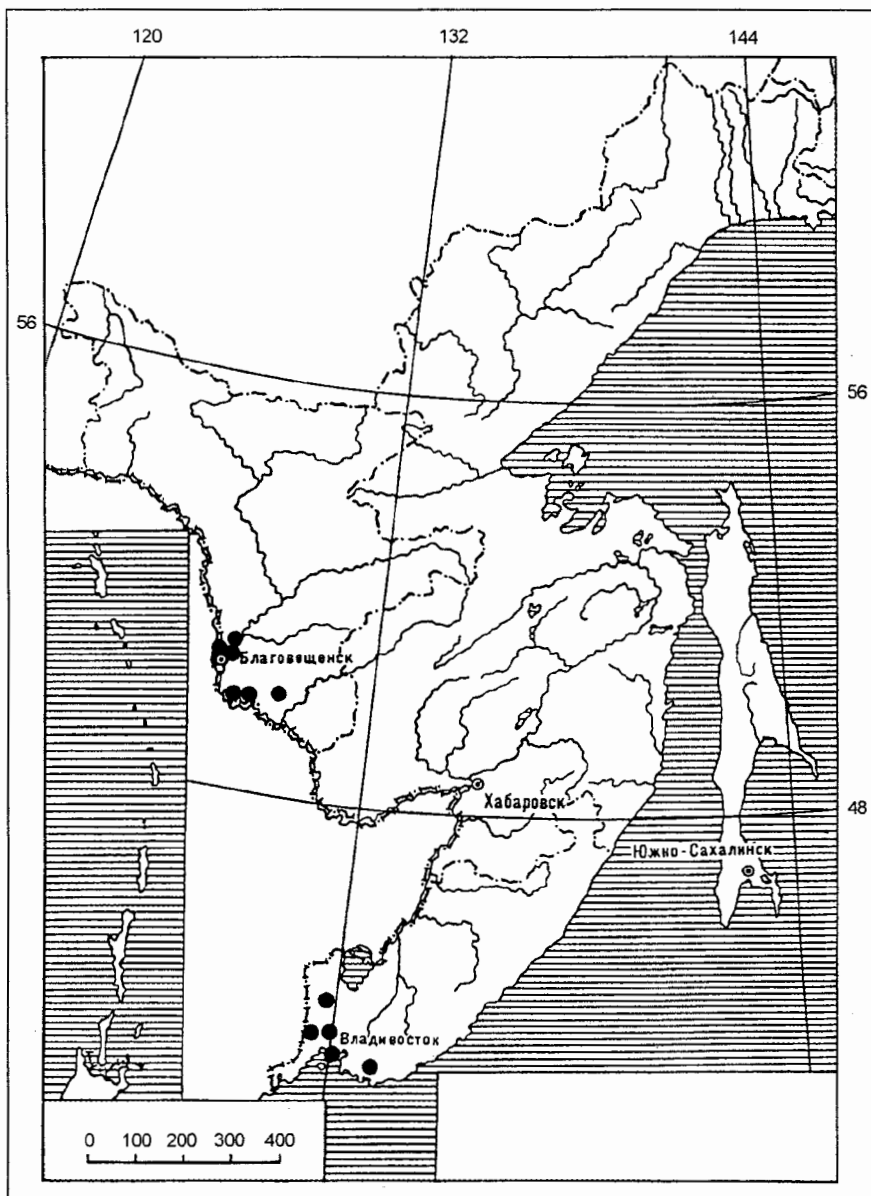 120 132 144
56
56
Благовещенск
Хабаровск
48
Южно-Сахалинск
Владивосток
0 100 200 300 400